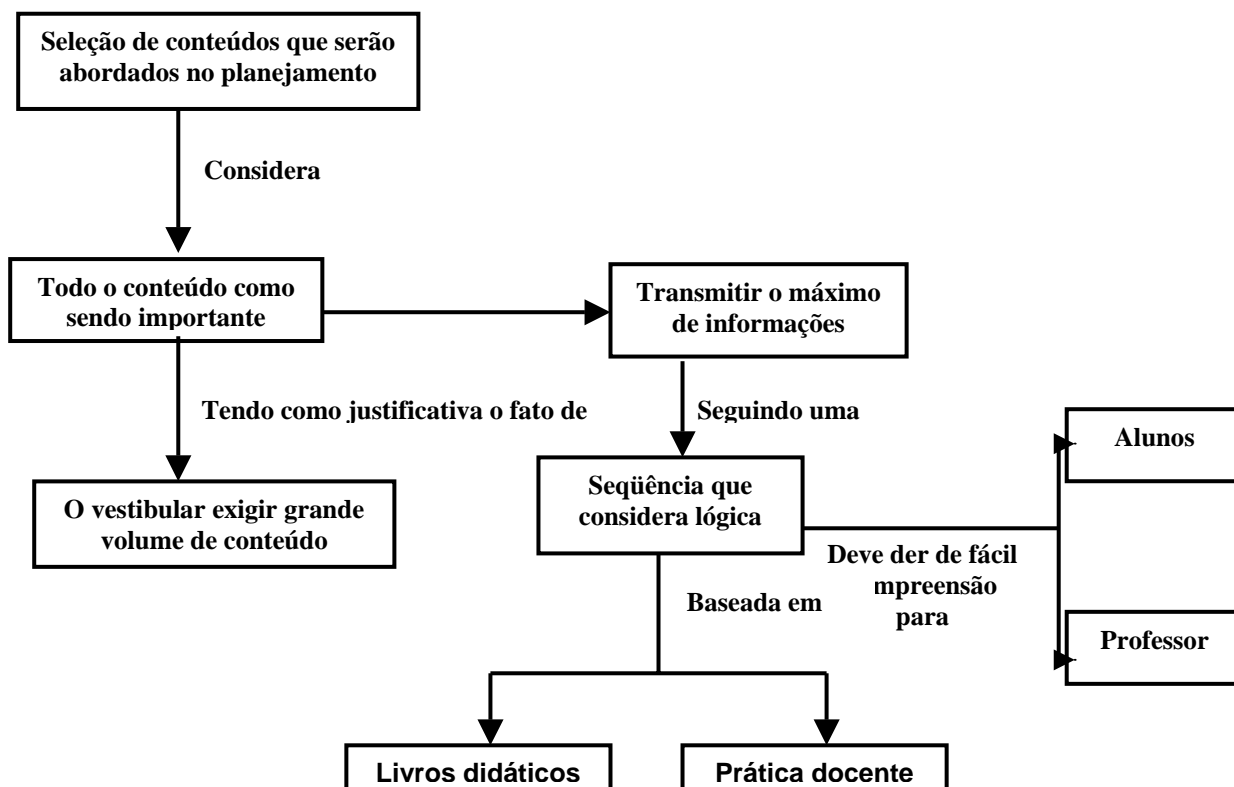 Seleção de conteúdos que serão
abordados no planejamento
Considera
Todo o conteúdo como
sendo importante
Transmitir o máximo
de informações
Tendo como justificativa o fato de
Seguindo uma
Alunos
O vestibular exigir grande
volume de conteúdo
Seqüência que
considera lógica
Deve der de fácil
mpreensão
para
Baseada em
Professor
Livros didáticos
Prática docente